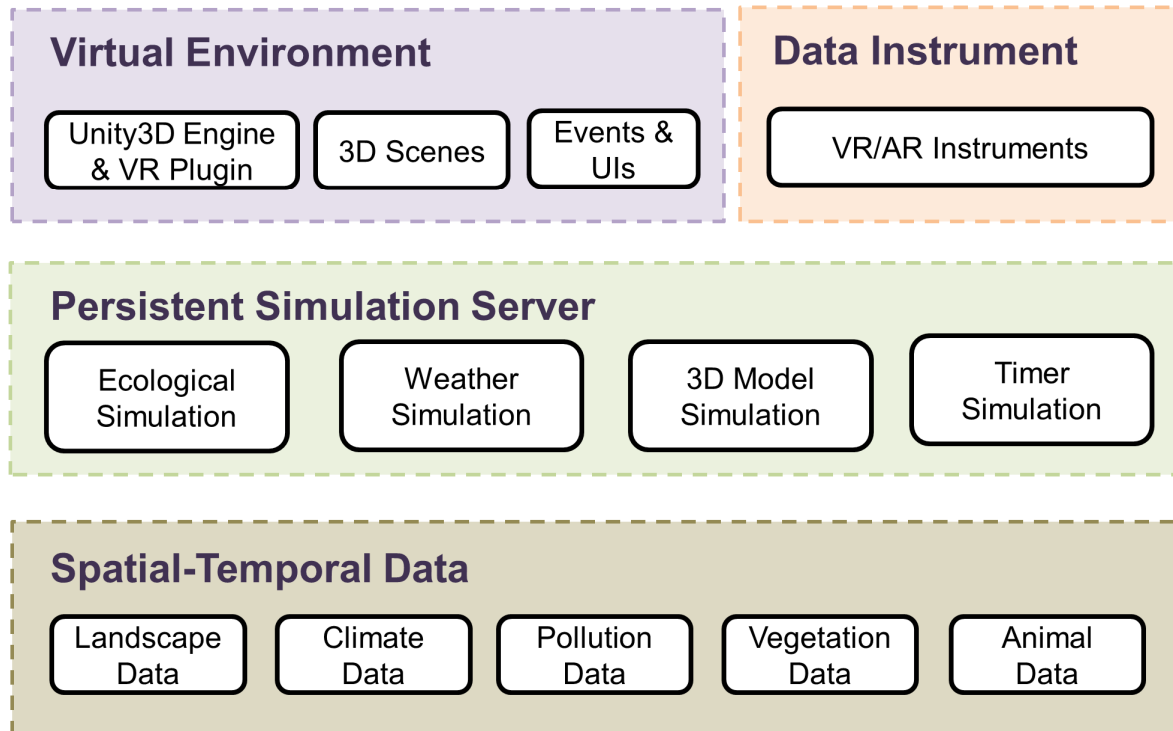 Virtual Environment
Unity3D Engine
& VR Plugin
3D Scenes
Events &
UIs
Data Instrument
VR/AR Instruments
Persistent Simulation Server
Ecological
Simulation
Weather
Simulation
3D Model
Simulation
Timer
Simulation
Spatial-Temporal Data
Landscape
Data
Climate
Data
Pollution
Data
Vegetation
Data
Animal
Data